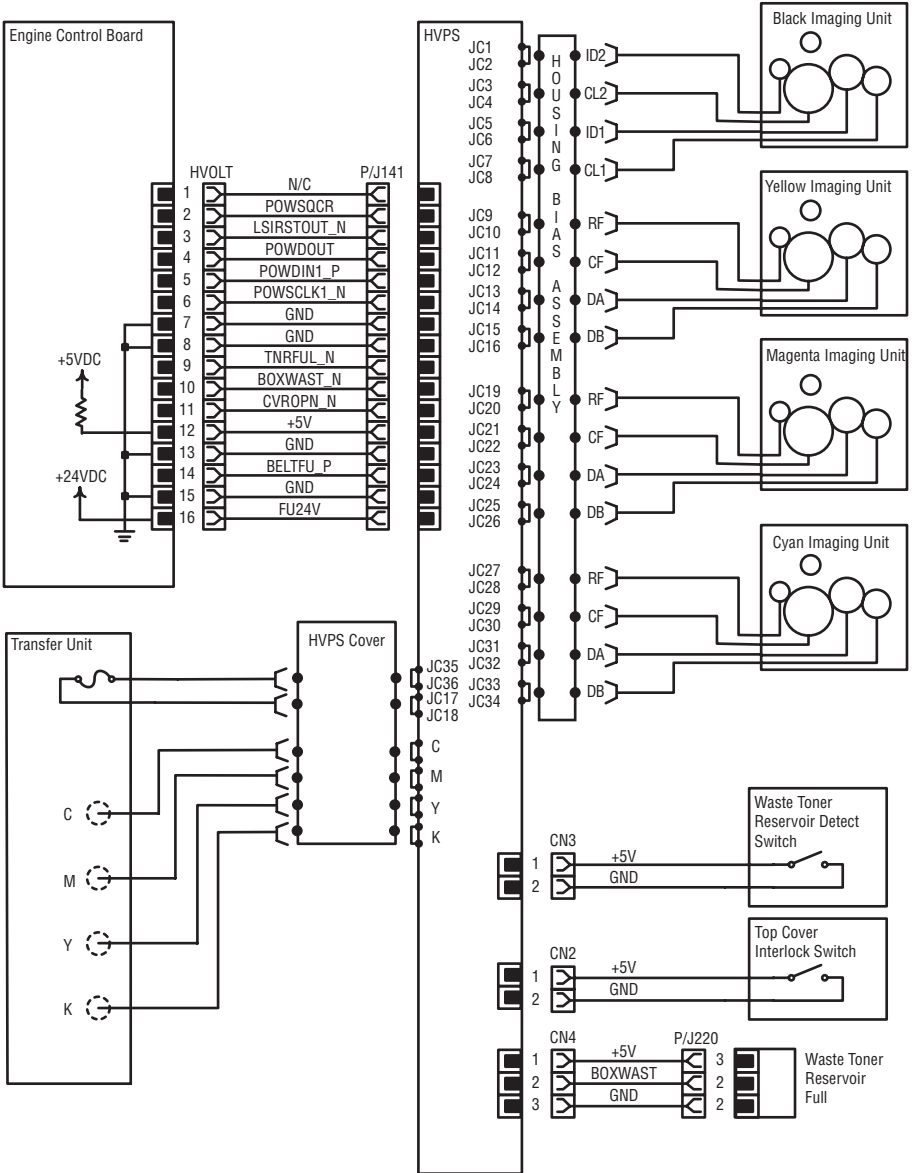 Engine Control Board
HVOLT
P/J141
1
N/C
2
POWSQCR
3
LSIRSTOUT_N
4
POWDOUT
5
POWDIN1_P
6
POWSCLK1_N
7
GND
8
GND
9
TNRFUL_N
10
BOXWAST_N
11
CVROPN_N
12
+5V
13
GND
14
BELTFU_P
15
GND
16
FU24V
+5VDC
+24VDC
HVPS
JC1
JC2
JC3
JC4
JC5
JC6
JC7
JC8
JC9
JC10
JC11
JC12
JC13
JC14
JC15
JC16
JC19
JC20
JC21
JC22
JC23
JC24
JC25
JC26
JC27
JC28
JC29
JC30
JC31
JC32
JC33
JC34
HOUSING BIAS ASSEMBLY
ID2
CL2
ID1
CL1
RF
CF
DA
DB
RF
CF
DA
DB
RF
CF
DA
DB
Black Imaging Unit
Yellow Imaging Unit
Magenta Imaging Unit
Cyan Imaging Unit
Transfer Unit
C
M
Y
K
HVPS Cover
JC35
JC36
JC17
JC18
C
M
Y
K
CN3
1
+5V
2
GND
Waste Toner
Reservoir Detect
Switch
CN2
1
+5V
2
GND
Top Cover
Interlock Switch
CN4
P/J220
1
+5V
3
2
BOXWAST
2
3
GND
2
Waste Toner
Reservoir
Full